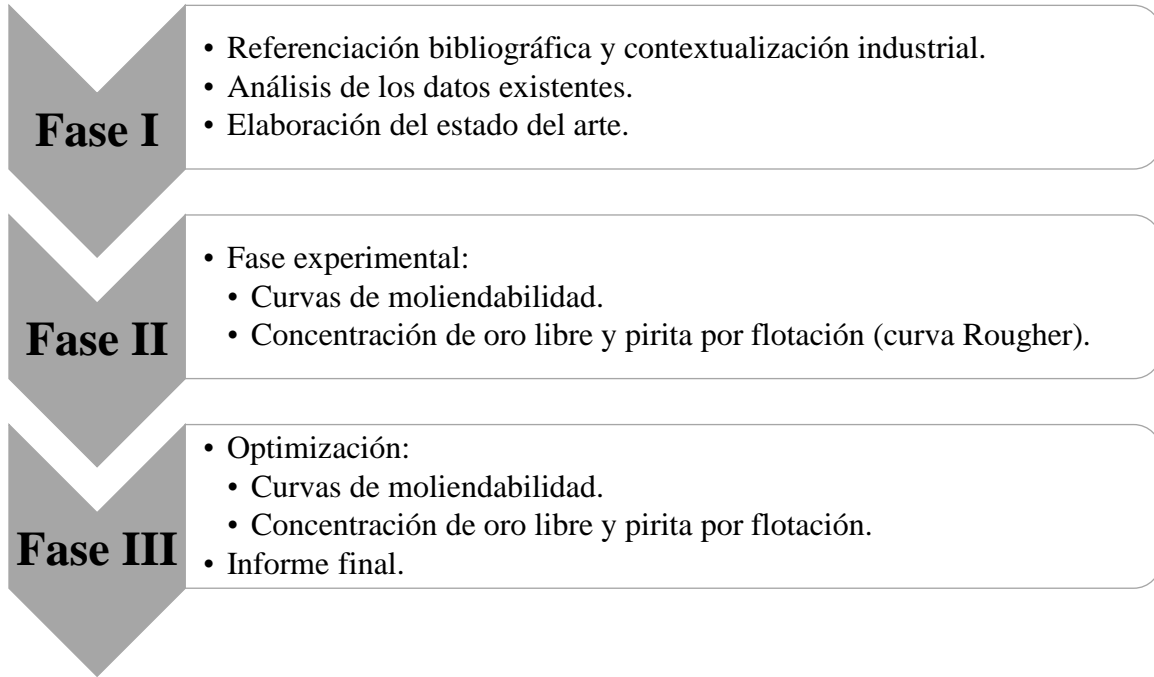 Fase I
• Referenciación bibliográfica y contextualización industrial.
• Análisis de los datos existentes.
• Elaboración del estado del arte.
Fase II
• Fase experimental:
• Curvas de moliendabilidad.
• Concentración de oro libre y pirita por flotación (curva Rougher).
Fase III
• Optimización:
• Curvas de moliendabilidad.
• Concentración de oro libre y pirita por flotación.
• Informe final.